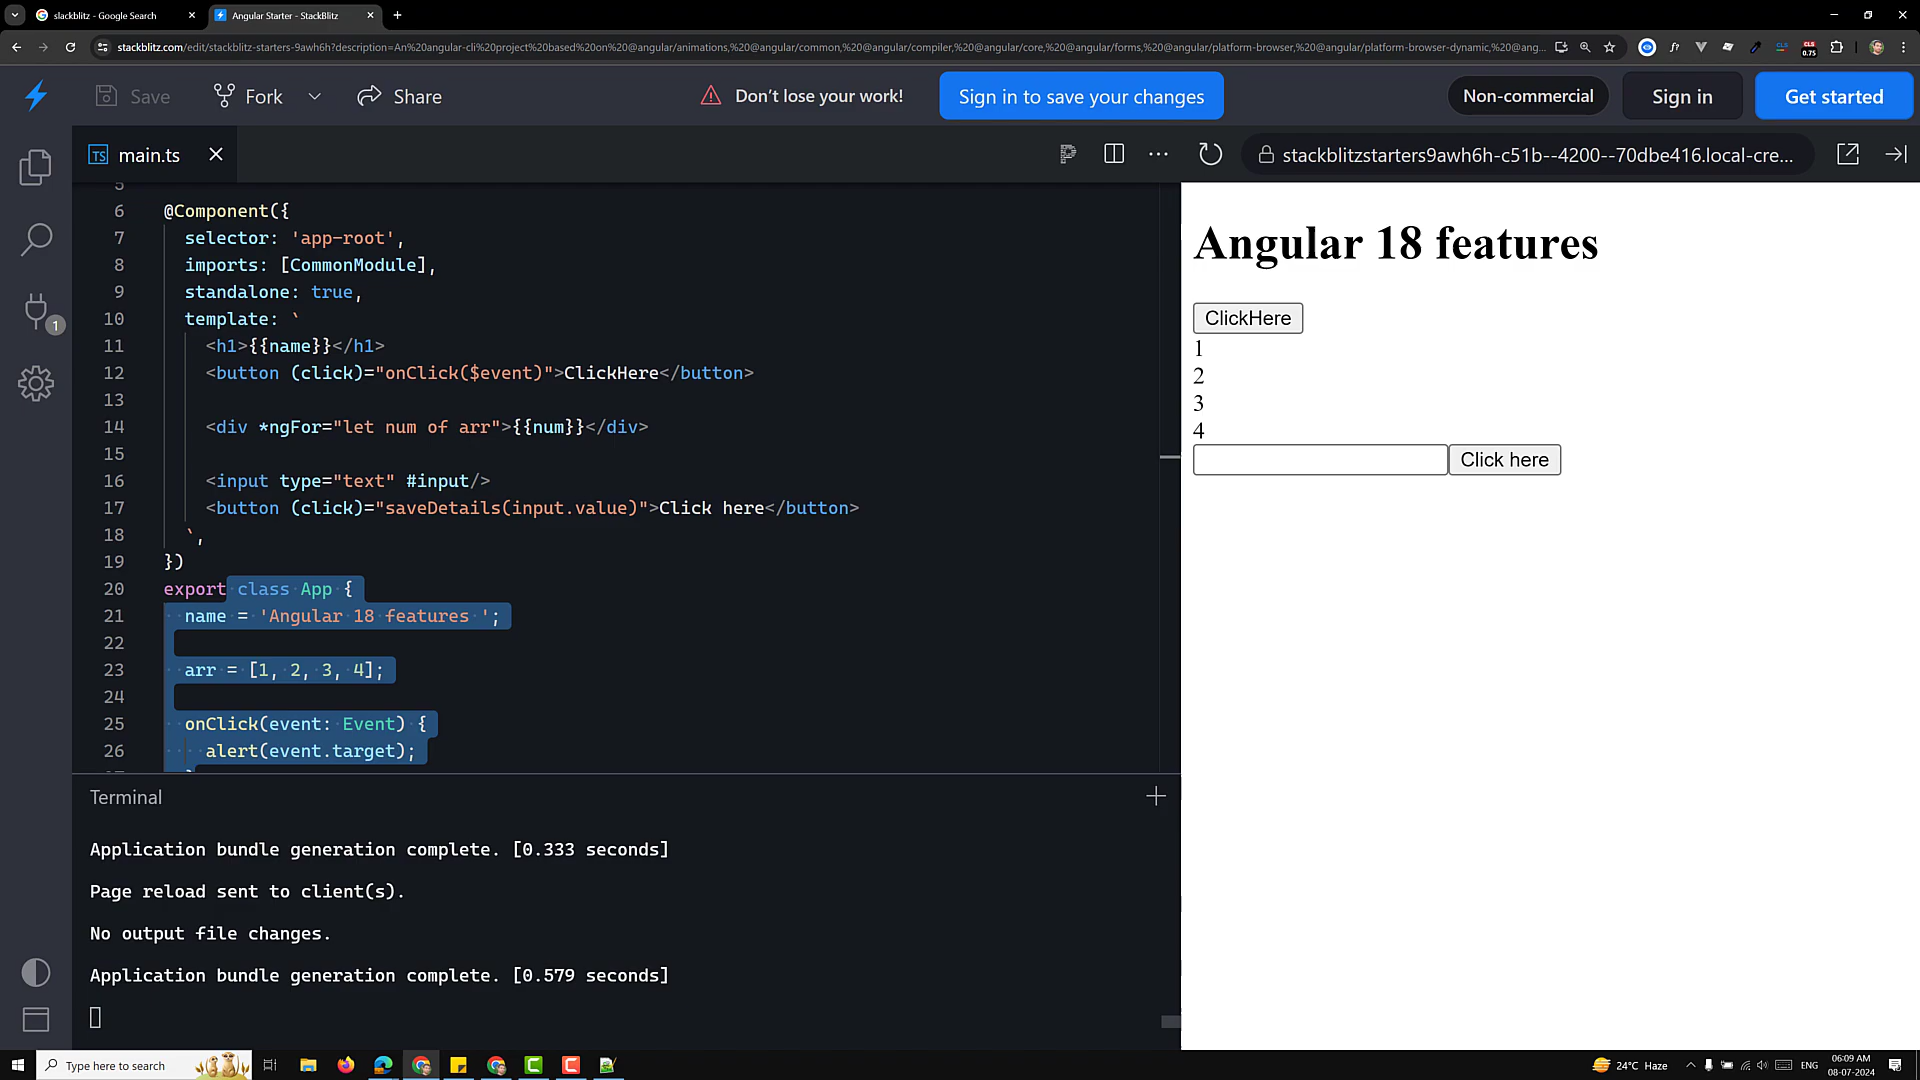 slackblitz - Google Search
Angular Starter - StackBlitz
stackblitz.com/edit/stackblitz-starters-9awh6h?description=An%20angular-cli%20project%20based%20on%20@angular/animations,%20@angular/common,%20@angular/compiler,%20@angular/core,%20@angular/forms,%20@angular/platform-browser,%20@angular/platform-browser-dynamic,%20@ang...
CLS
0.75
Save
Fork
Share
Don't lose your work!
Sign in to save your changes
Non-commercial
Sign in
Get started
TS main.ts
stackblitzstarters9awh6h-c51b--4200--70dbe416.local-cre...
1
5
6 @Component({
7 selector: 'app-root',
8 imports: [CommonModule],
9 standalone: true,
10 template: `
11 <h1>{{name}}</h1>
12 <button (click)="onClick($event)">ClickHere</button>
13
14 <div *ngFor="let num of arr">{{num}}</div>
15
16 <input type="text" #input/>
17 <button (click)="saveDetails(input.value)">Click here</button>
18 `,
19 })
20 export class App {
21 name = 'Angular 18 features ';
22
23 arr = [1, 2, 3, 4];
24
25 onClick(event: Event) {
26 alert(event.target);
Angular 18 features
ClickHere
1
2
3
4
Click here
Terminal
Application bundle generation complete. [0.333 seconds]
Page reload sent to client(s).
No output file changes.
Application bundle generation complete. [0.579 seconds]
Type here to search
24°C Haze
ENG
06:09 AM
08-07-2024